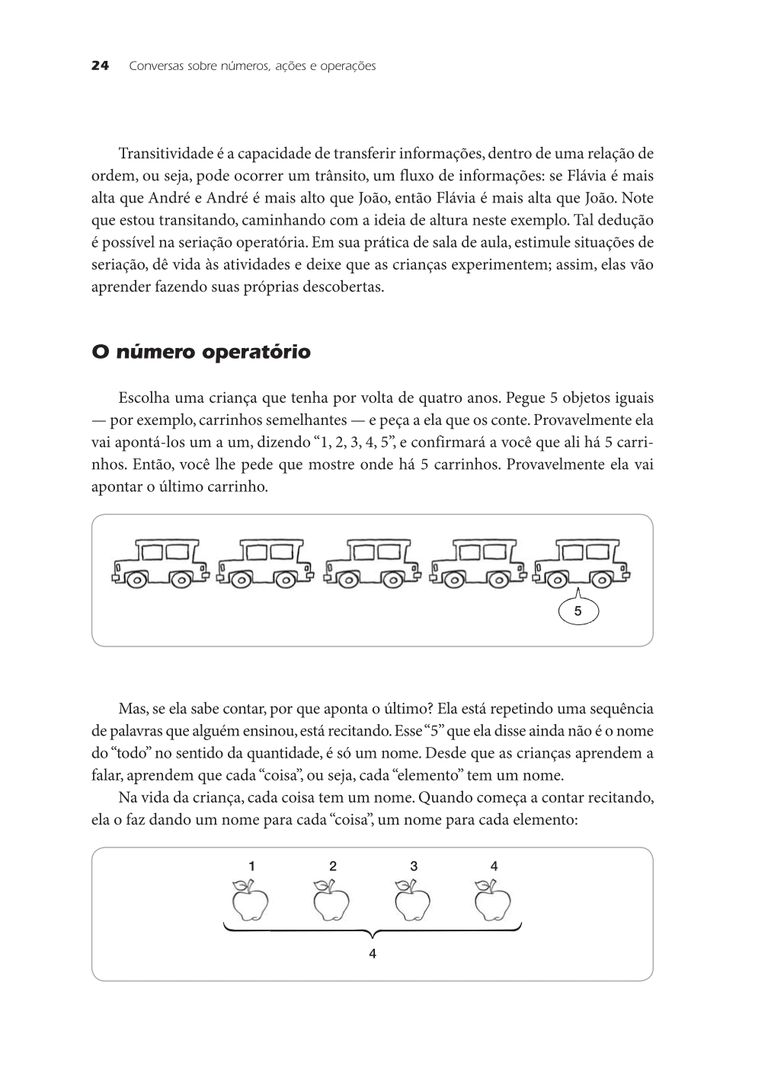 24 Conversas sobre números, ações e operações
Transitividade é a capacidade de transferir informações, dentro de uma relação de
ordem, ou seja, pode ocorrer um trânsito, um fluxo de informações: se Flávia é mais
alta que André e André é mais alto que João, então Flávia é mais alta que João. Note
que estou transitando, caminhando com a ideia de altura neste exemplo. Tal dedução
é possível na seriação operatória. Em sua prática de sala de aula, estimule situações de
seriação, dê vida às atividades e deixe que as crianças experimentem; assim, elas vão
aprender fazendo suas próprias descobertas.
O número operatório
Escolha uma criança que tenha por volta de quatro anos. Pegue 5 objetos iguais
— por exemplo, carrinhos semelhantes — e peça a ela que os conte. Provavelmente ela
vai apontá-los um a um, dizendo “1, 2, 3, 4, 5”, e confirmará a você que ali há 5 carri-
nhos. Então, você lhe pede que mostre onde há 5 carrinhos. Provavelmente ela vai
apontar o último carrinho.
5
Mas, se ela sabe contar, por que aponta o último? Ela está repetindo uma sequência
de palavras que alguém ensinou, está recitando. Esse “5” que ela disse ainda não é o nome
do “todo” no sentido da quantidade, é só um nome. Desde que as crianças aprendem a
falar, aprendem que cada “coisa”, ou seja, cada “elemento” tem um nome.
Na vida da criança, cada coisa tem um nome. Quando começa a contar recitando,
ela o faz dando um nome para cada “coisa”, um nome para cada elemento:
1 2 3 4
4